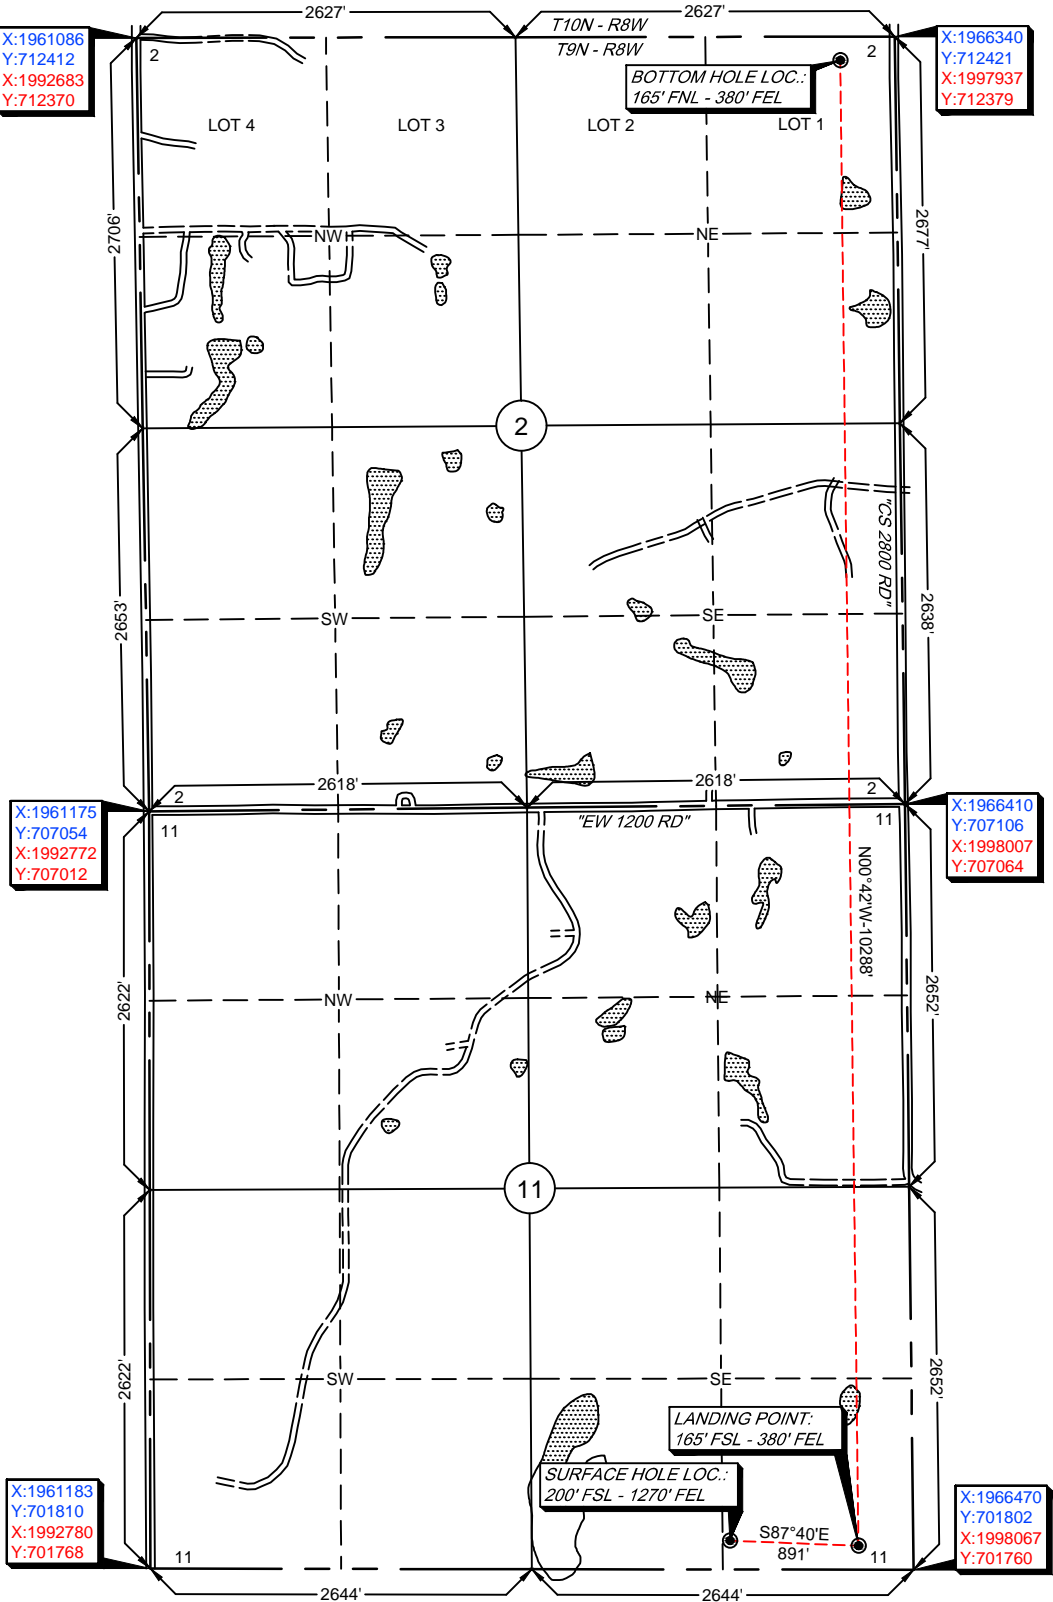 2627'
2627'
T10N - R8W
T9N - R8W
X:1961086
Y:712412
X:1992683
Y:712370
X:1966340
Y:712421
X:1997937
Y:712379
2
2
BOTTOM HOLE LOC.:
165' FNL - 380' FEL
LOT 4
LOT 3
LOT 2
LOT 1
2706'
2677'
NW
NE
2
"CS 2800 RD"
2653'
2638'
SW
SE
2618'
2618'
2
2
X:1961175
Y:707054
X:1992772
Y:707012
X:1966410
Y:707106
X:1998007
Y:707064
11
11
"EW 1200 RD"
N00°42'W-10288'
2622'
2652'
NW
NE
11
2622'
2652'
SW
SE
LANDING POINT:
165' FSL - 380' FEL
SURFACE HOLE LOC.:
200' FSL - 1270' FEL
X:1961183
Y:701810
X:1992780
Y:701768
X:1966470
Y:701802
X:1998067
Y:701760
S87°40'E
891'
11
11
2644'
2644'